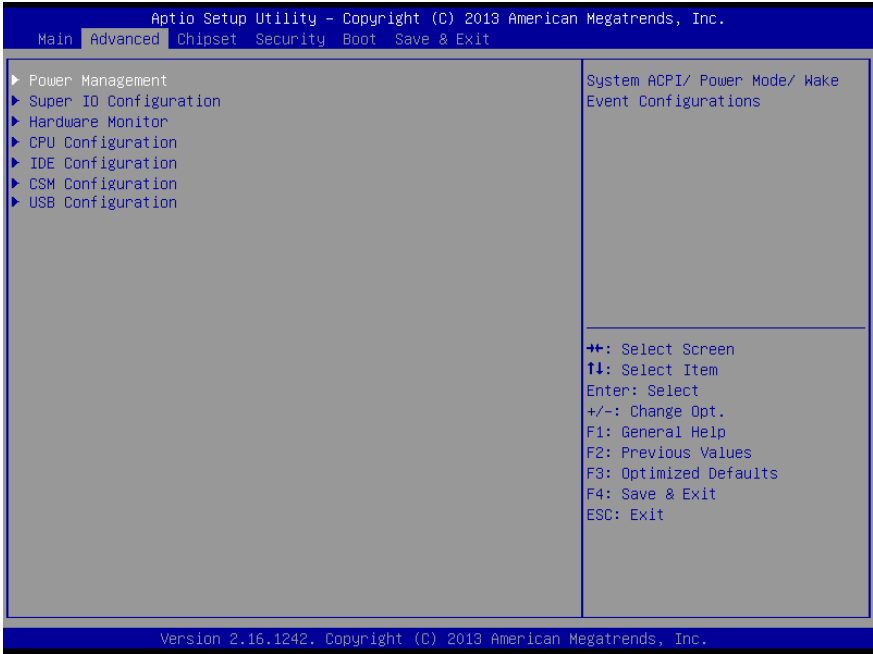 Aptio Setup Utility – Copyright (C) 2013 American Megatrends, Inc.
Main Advanced Chipset Security Boot Save & Exit
▶ Power Management
▶ Super IO Configuration
▶ Hardware Monitor
▶ CPU Configuration
▶ IDE Configuration
▶ CSM Configuration
▶ USB Configuration
System ACPI/ Power Mode/ Wake
Event Configurations
→←: Select Screen
↑↓: Select Item
Enter: Select
+/-: Change Opt.
F1: General Help
F2: Previous Values
F3: Optimized Defaults
F4: Save & Exit
ESC: Exit
Version 2.16.1242. Copyright (C) 2013 American Megatrends, Inc.